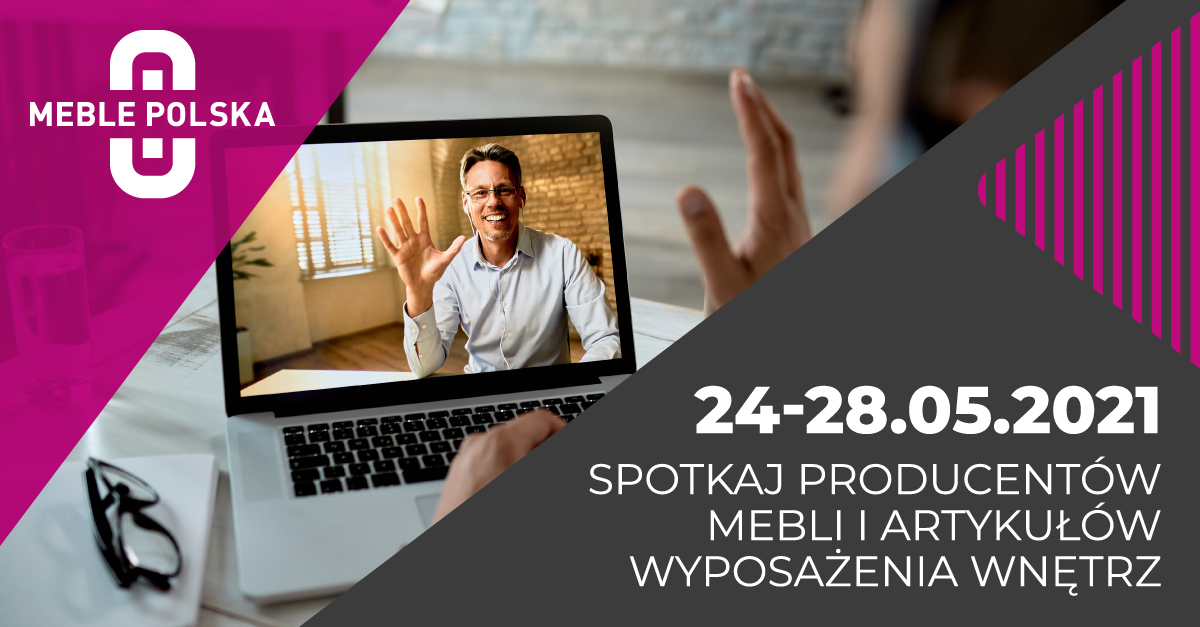 MEBLE POLSKA
24-28.05.2021
SPOTKAJ PRODUCENTÓW
MEBLI I ARTYKUŁÓW
WYPOSAŻENIA WNĘTRZ